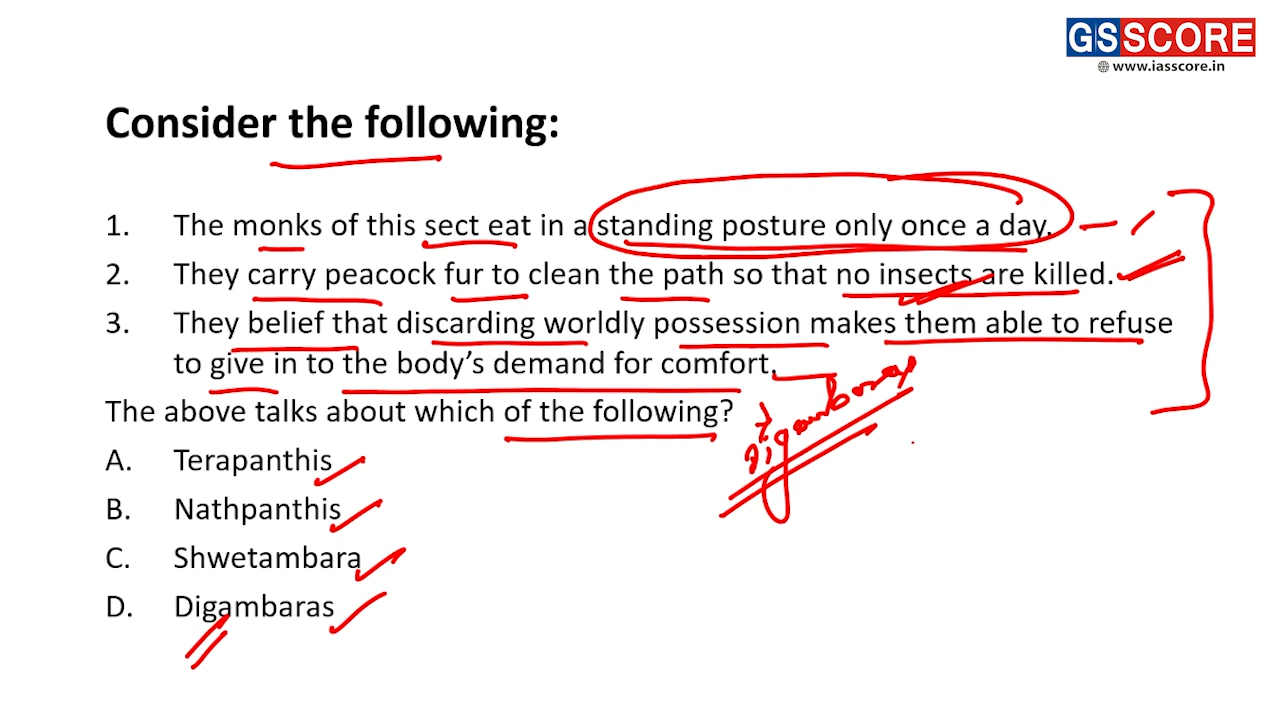 GSSCORE
www.iasscore.in
Consider the following:
1. The monks of this sect eat in a standing posture only once a day.
2. They carry peacock fur to clean the path so that no insects are killed.
3. They belief that discarding worldly possession makes them able to refuse
to give in to the body's demand for comfort.
The above talks about which of the following?
Digambaras
A. Terapanthis
B. Nathpanthis
C. Shwetambara
D. Digambaras